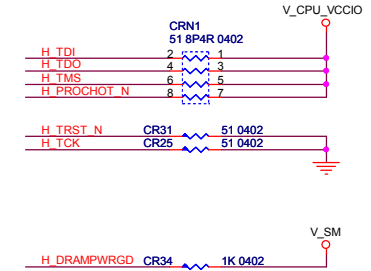 V_CPU_VCCIO
CRN1
51 8P4R 0402
H_TDI 2 1
H_TDO 4 3
H_TMS 6 5
H_PROCHOT_N 8 7
H_TRST_N CR31 51 0402
H_TCK CR25 51 0402
V_SM
H_DRAMPWRGD CR34 1K 0402